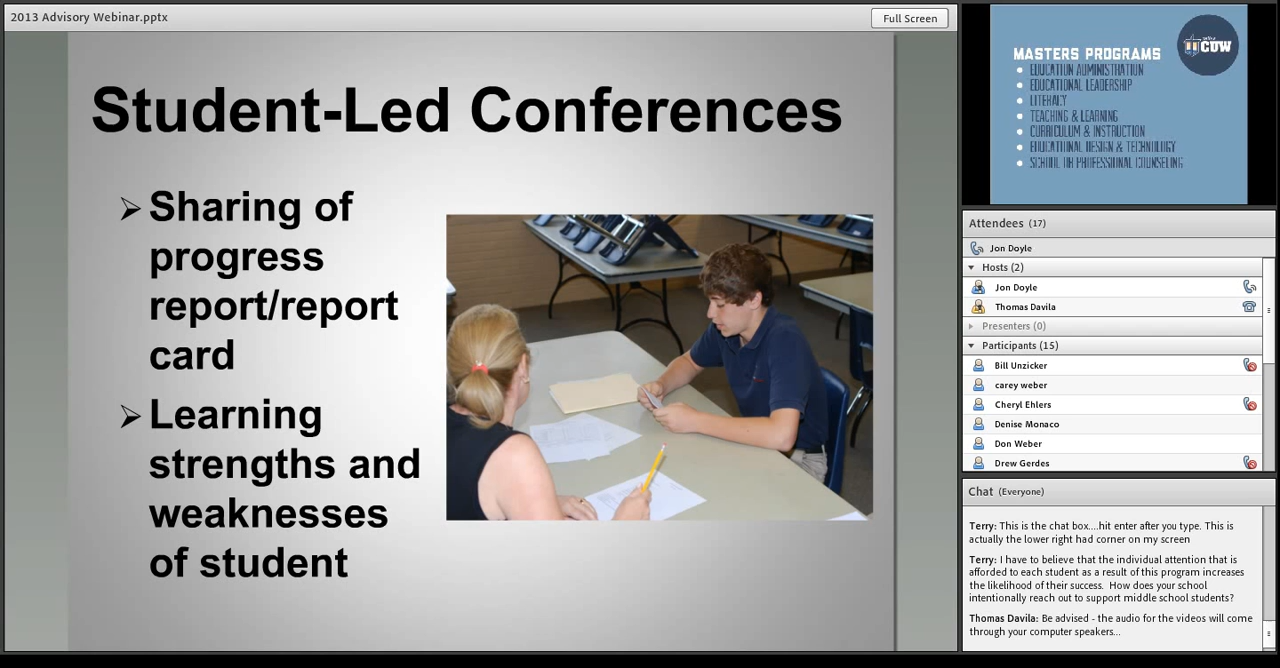 2013 Advisory Webinar.pptx
Full Screen
Student-Led Conferences
Sharing of
progress
report/report
card
Learning
strengths and
weaknesses
of student
CUW
MASTERS PROGRAMS
EDUCATION ADMINISTRATION
EDUCATIONAL LEADERSHIP
LITERACY
TEACHING & LEARNING
CURRICULUM & INSTRUCTION
EDUCATIONAL DESIGN & TECHNOLOGY
SCHOOL OR PROFESSIONAL COUNSELING
Attendees (17)
Jon Doyle
Hosts (2)
Jon Doyle
Thomas Davila
Presenters (0)
Participants (15)
Bill Unzicker
carey weber
Cheryl Ehlers
Denise Monaco
Don Weber
Drew Gerdes
Chat (Everyone)
Terry: This is the chat box....hit enter after you type. This is
actually the lower right had corner on my screen
Terry: I have to believe that the individual attention that is
afforded to each student as a result of this program increases
the likelihood of their success. How does your school
intentionally reach out to support middle school students?
Thomas Davila: Be advised - the audio for the videos will come
through your computer speakers...